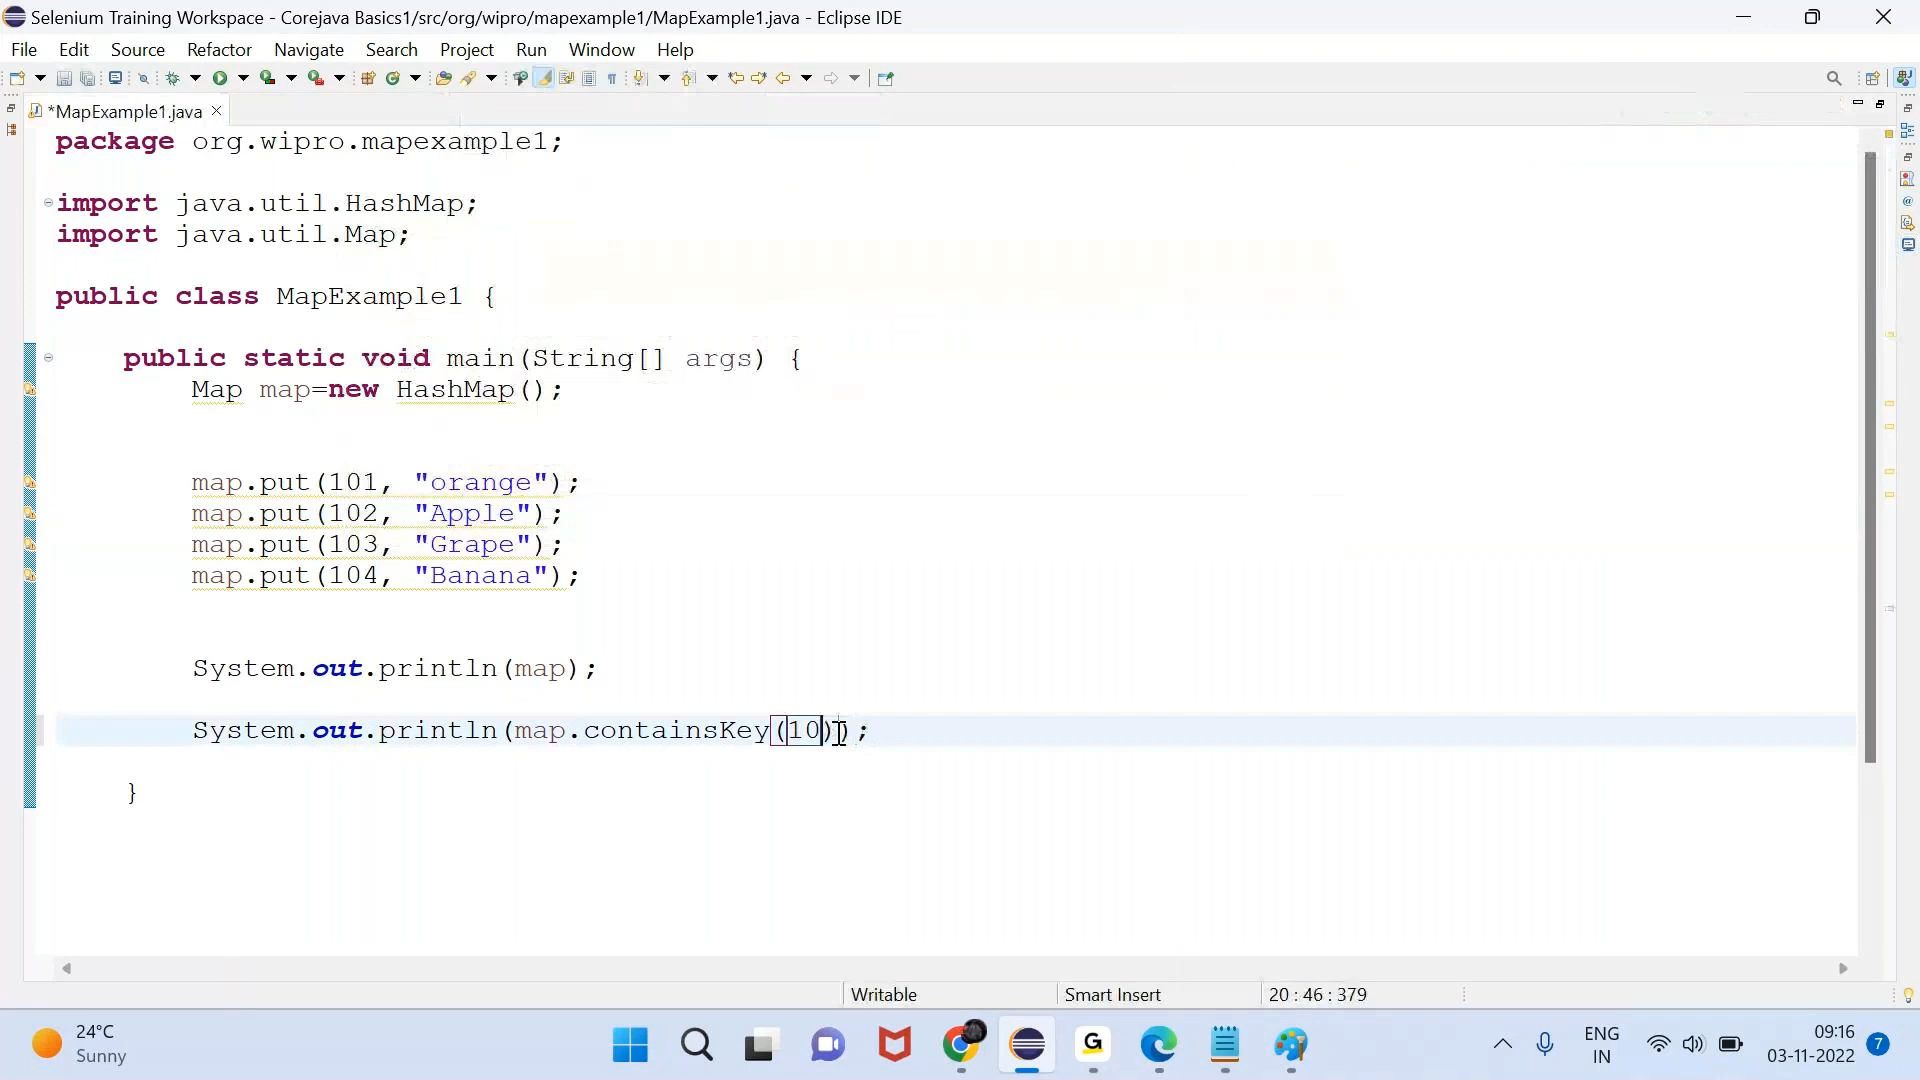 Selenium Training Workspace - Corejava Basics1/src/org/wipro/mapexample1/MapExample1.java - Eclipse IDE
File Edit Source Refactor Navigate Search Project Run Window Help
*MapExample1.java
package org.wipro.mapexample1;
import java.util.HashMap;
import java.util.Map;
public class MapExample1 {
public static void main(String[] args) {
Map map=new HashMap();
map.put(101, "orange");
map.put(102, "Apple");
map.put(103, "Grape");
map.put(104, "Banana");
System.out.println(map);
System.out.println(map.containsKey(10));
}
Writable Smart Insert 20 : 46 : 379
24°C
Sunny
G
ENG
IN
09:16
03-11-2022
7